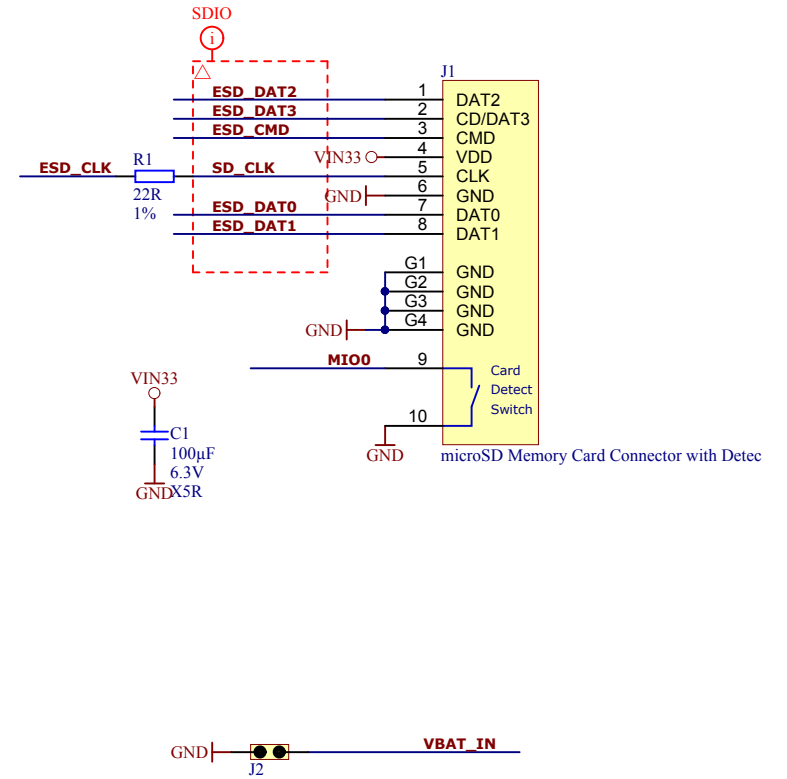 SDIO
i
J1
ESD_DAT2 1 DAT2
ESD_DAT3 2 CD/DAT3
ESD_CMD 3 CMD
VIN33 4 VDD
ESD_CLK R1 SD_CLK 5 CLK
22R
1%
GND 6 GND
ESD_DAT0 7 DAT0
ESD_DAT1 8 DAT1
G1 GND
G2 GND
G3 GND
GND G4 GND
MIO0 9
Card
Detect
Switch
10
GND
microSD Memory Card Connector with Detec
VIN33
C1
100µF
6.3V
X5R
GND
GND
J2
VBAT_IN